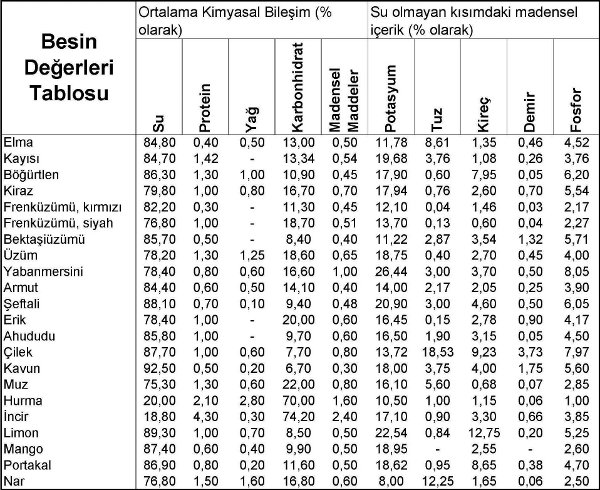 Besin
Değerleri
Tablosu
Ortalama Kimyasal Bileşim (%
olarak)
Su olmayan kısımdaki madensel
içerik (% olarak)
Su
Protein
Yağ
Karbonhidrat
Madensel
Maddeler
Potasyum
Tuz
Kireç
Demir
Fosfor
Elma 84,80 0,40 0,50 13,00 0,50 11,78 8,61 1,35 0,46 4,52
Kayısı 84,70 1,42 - 13,34 0,54 19,68 3,76 1,08 0,26 3,76
Böğürtlen 86,30 1,30 1,00 10,90 0,45 17,90 0,60 7,95 0,05 6,20
Kiraz 79,80 1,00 0,80 16,70 0,70 17,94 0,76 2,60 0,70 5,54
Frenküzümü, kırmızı 82,20 0,30 - 11,30 0,45 12,10 0,04 1,46 0,03 2,17
Frenküzümü, siyah 76,80 1,00 - 18,70 0,51 13,70 0,13 0,60 0,04 2,27
Bektaşiüzümü 85,70 0,50 - 8,40 0,40 11,22 2,87 3,54 1,32 5,71
Üzüm 78,20 1,30 1,25 18,60 0,65 18,75 0,40 2,70 0,45 4,00
Yabanmersini 78,40 0,80 0,60 16,60 1,00 26,44 3,00 3,70 0,50 8,05
Armut 84,40 0,60 0,50 14,10 0,40 14,00 2,17 2,05 0,25 3,90
Şeftali 88,10 0,70 0,10 9,40 0,48 20,90 3,00 4,60 0,50 6,05
Erik 78,40 1,00 - 20,00 0,60 16,45 0,15 2,78 0,90 4,17
Ahududu 85,80 1,00 - 9,70 0,60 16,50 1,90 3,15 0,05 4,50
Çilek 87,70 1,00 0,60 7,70 0,80 13,72 18,53 9,23 3,73 7,97
Kavun 92,50 0,50 0,20 6,70 0,30 18,00 3,75 4,00 1,75 5,60
Muz 75,30 1,30 0,60 22,00 0,80 16,10 5,60 0,68 0,07 2,85
Hurma 20,00 2,10 2,80 70,00 1,60 10,50 1,00 1,15 0,06 1,00
İncir 18,80 4,30 0,30 74,20 2,40 17,10 0,90 3,30 0,66 3,85
Limon 89,30 1,00 0,70 8,50 0,50 22,54 0,84 12,75 0,20 5,25
Mango 87,40 0,60 0,40 9,90 0,50 18,95 - 2,55 - 2,60
Portakal 86,90 0,80 0,20 11,60 0,50 18,62 0,95 8,65 0,38 4,70
Nar 76,80 1,50 1,60 16,80 0,60 8,00 12,25 1,65 0,06 2,50